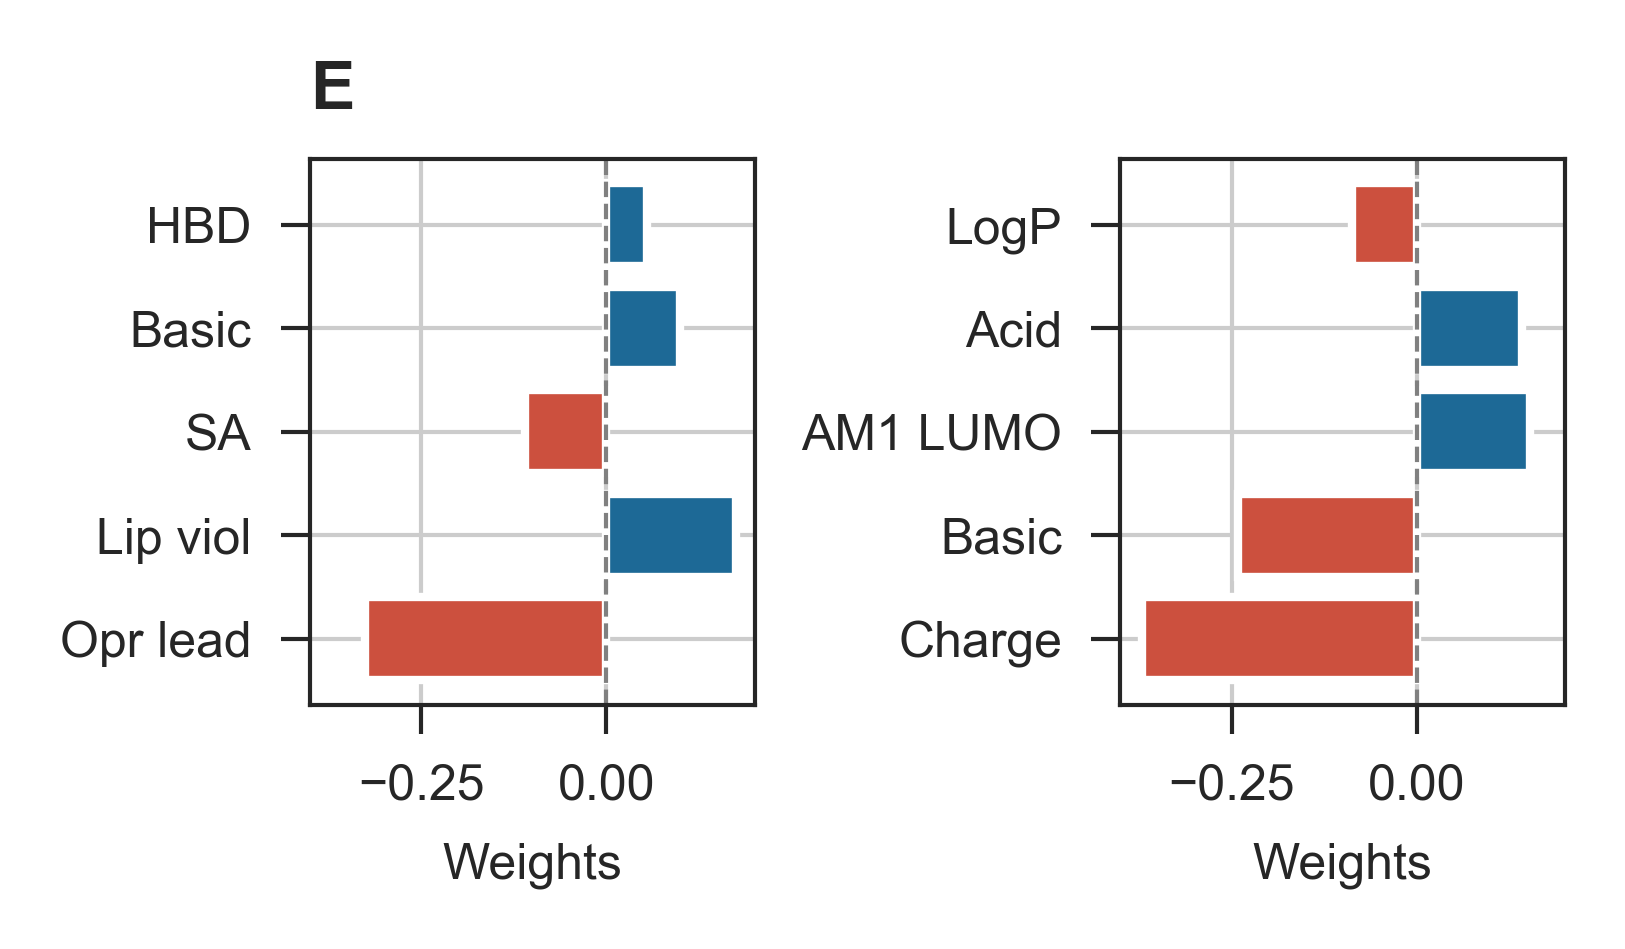 E
HBD
Basic
SA
Lip viol
Opr lead
−0.25 0.00
Weights
LogP
Acid
AM1 LUMO
Basic
Charge
−0.25 0.00
Weights